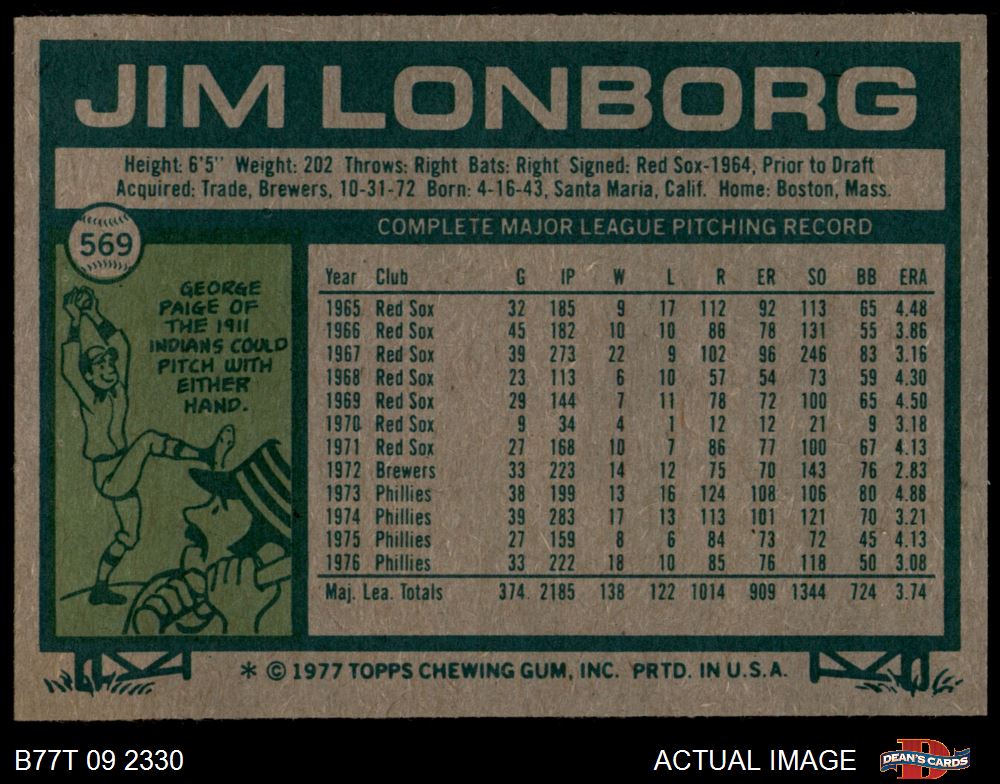 JIM LONBORG
Height: 6'5" Weight: 202 Throws: Right Bats: Right Signed: Red Sox-1964, Prior to Draft
Acquired: Trade, Brewers, 10-31-72 Born: 4-16-43, Santa Maria, Calif. Home: Boston, Mass.
569
GEORGE
PAIGE OF
THE 1911
INDIANS COULD
PITCH WITH
EITHER
HAND.
COMPLETE MAJOR LEAGUE PITCHING RECORD
Year Club G IP W L R ER SO BB ERA
1965 Red Sox 32 185 9 17 112 92 113 65 4.48
1966 Red Sox 45 182 10 10 86 78 131 55 3.86
1967 Red Sox 39 273 22 9 102 96 246 83 3.16
1968 Red Sox 23 113 6 10 57 54 73 59 4.30
1969 Red Sox 29 144 7 11 78 72 100 65 4.50
1970 Red Sox 9 34 4 1 12 12 21 9 3.18
1971 Red Sox 27 168 10 7 86 77 100 67 4.13
1972 Brewers 33 223 14 12 75 70 143 76 2.83
1973 Phillies 38 199 13 16 124 108 106 80 4.88
1974 Phillies 39 283 17 13 113 101 121 70 3.21
1975 Phillies 27 159 8 6 84 73 72 45 4.13
1976 Phillies 33 222 18 10 85 76 118 50 3.08
Maj. Lea. Totals 374 2185 138 122 1014 909 1344 724 3.74
* © 1977 TOPPS CHEWING GUM, INC. PRTD. IN U.S.A.
B77T 09 2330
ACTUAL IMAGE
D
DEAN'S CARDS